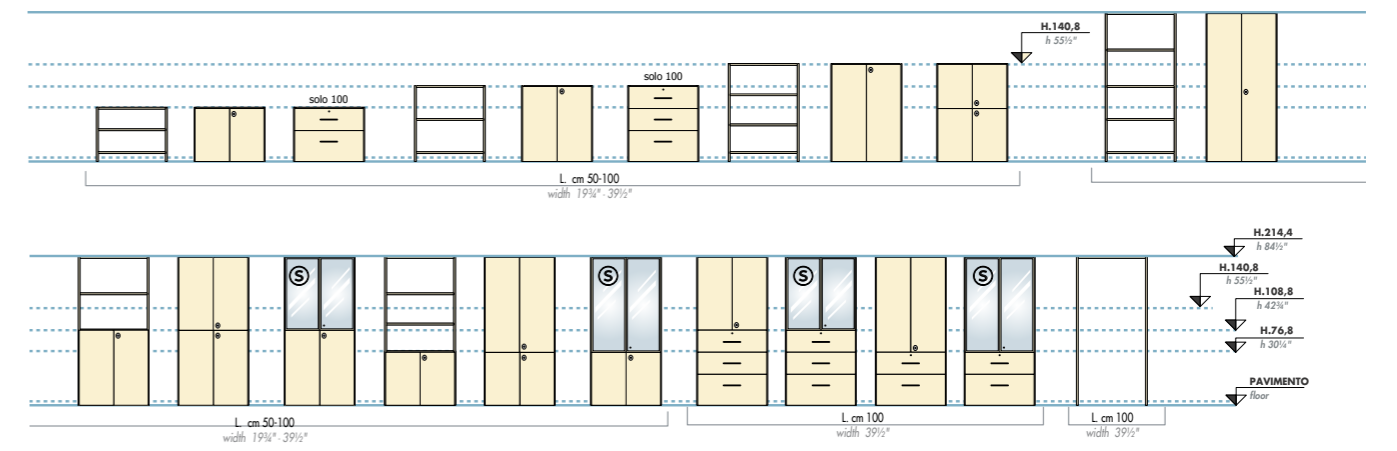 H.140,8
h 55½"
solo 100
solo 100
L. cm 50-100
width 19¾" - 39½"
H.214,4
h 84½"
H.140,8
h 55½"
H.108,8
h 42¾"
H.76,8
h 30¼"
PAVIMENTO
floor
S
S
S
S
L. cm 50-100
width 19¾" - 39½"
L. cm 100
width 39½"
L. cm 100
width 39½"